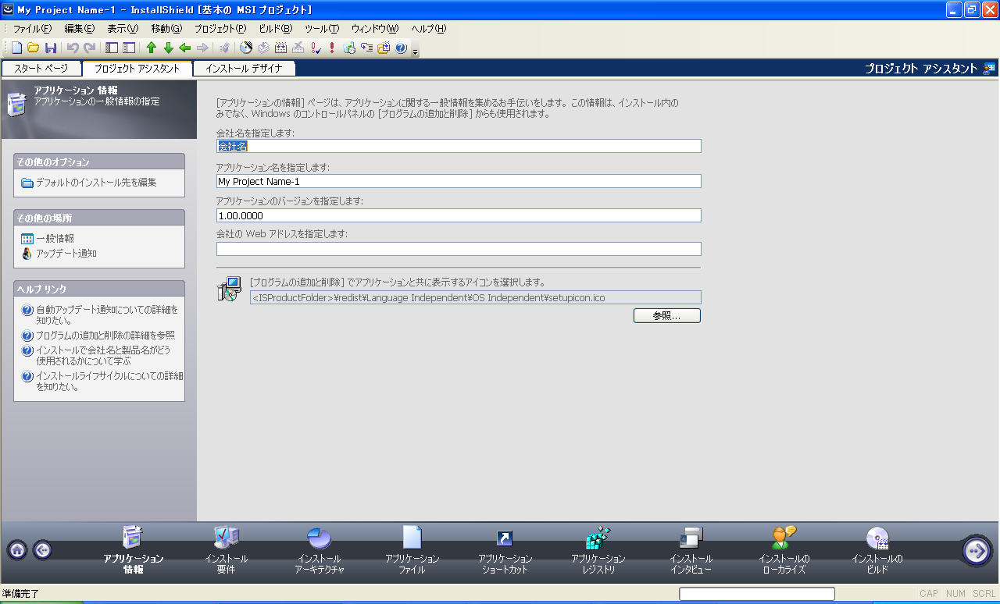 My Project Name-1 - InstallShield [基本の MSI プロジェクト]
ファイル(F) 編集(E) 表示(V) 移動(G) プロジェクト(P) ビルド(B) ツール(T) ウィンドウ(W) ヘルプ(H)
スタート ページ プロジェクト アシスタント インストール デザイナ プロジェクト アシスタント
アプリケーション 情報
アプリケーションの一般情報の指定
その他のオプション
デフォルトのインストール先を編集
その他の場所
一般情報
アップデート通知
ヘルプ リンク
自動アップデート通知についての詳細を
知りたい。
プログラムの追加と削除の詳細を参照
インストールで会社名と製品名がどう
使用されるかについて学ぶ
インストールライフサイクルについての詳細
を知りたい。
[アプリケーションの情報] ページは、アプリケーションに関する一般情報を集めるお手伝いをします。この情報は、インストール内の
みでなく、Windows のコントロールパネルの [プログラムの追加と削除] からも使用されます。
会社名を指定します:
会社名
アプリケーション名を指定します:
My Project Name-1
アプリケーションのバージョンを指定します:
1.00.0000
会社の Web アドレスを指定します:
[プログラムの追加と削除] でアプリケーションと共に表示するアイコンを選択します。
<ISProductFolder>¥redist¥Language Independent¥OS Independent¥setupicon.ico
参照...
アプリケーション
情報
インストール
要件
インストール
アーキテクチャ
アプリケーション
ファイル
アプリケーション
ショートカット
アプリケーション
レジストリ
インストール
インタビュー
インストールの
ローカライズ
インストールの
ビルド
準備完了 CAP NUM SCRL